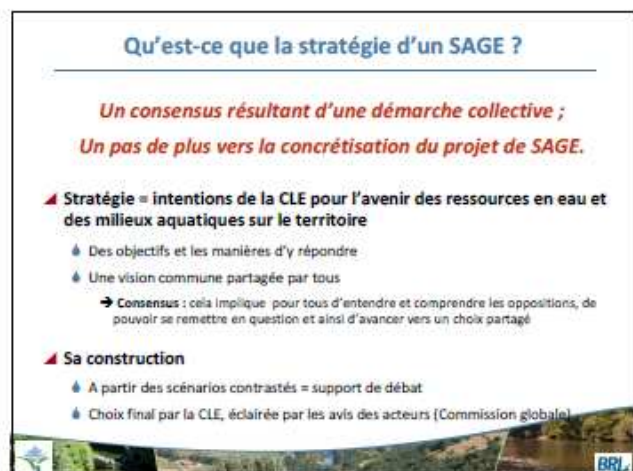 Qu'est-ce que la stratégie d'un SAGE ?
Un consensus résultant d'une démarche collective ;
Un pas de plus vers la concrétisation du projet de SAGE.
Stratégie = intentions de la CLE pour l'avenir des ressources en eau et
des milieux aquatiques sur le territoire
Des objectifs et les manières d'y répondre
Une vision commune partagée par tous
➔ Consensus : cela implique pour tous d'entendre et comprendre les oppositions, de
pouvoir se remettre en question et ainsi d'avancer vers un choix partagé
Sa construction
A partir des scénarios contrastés = support de débat
Choix final par la CLE, éclairée par les avis des acteurs (Commission globale)
BRL